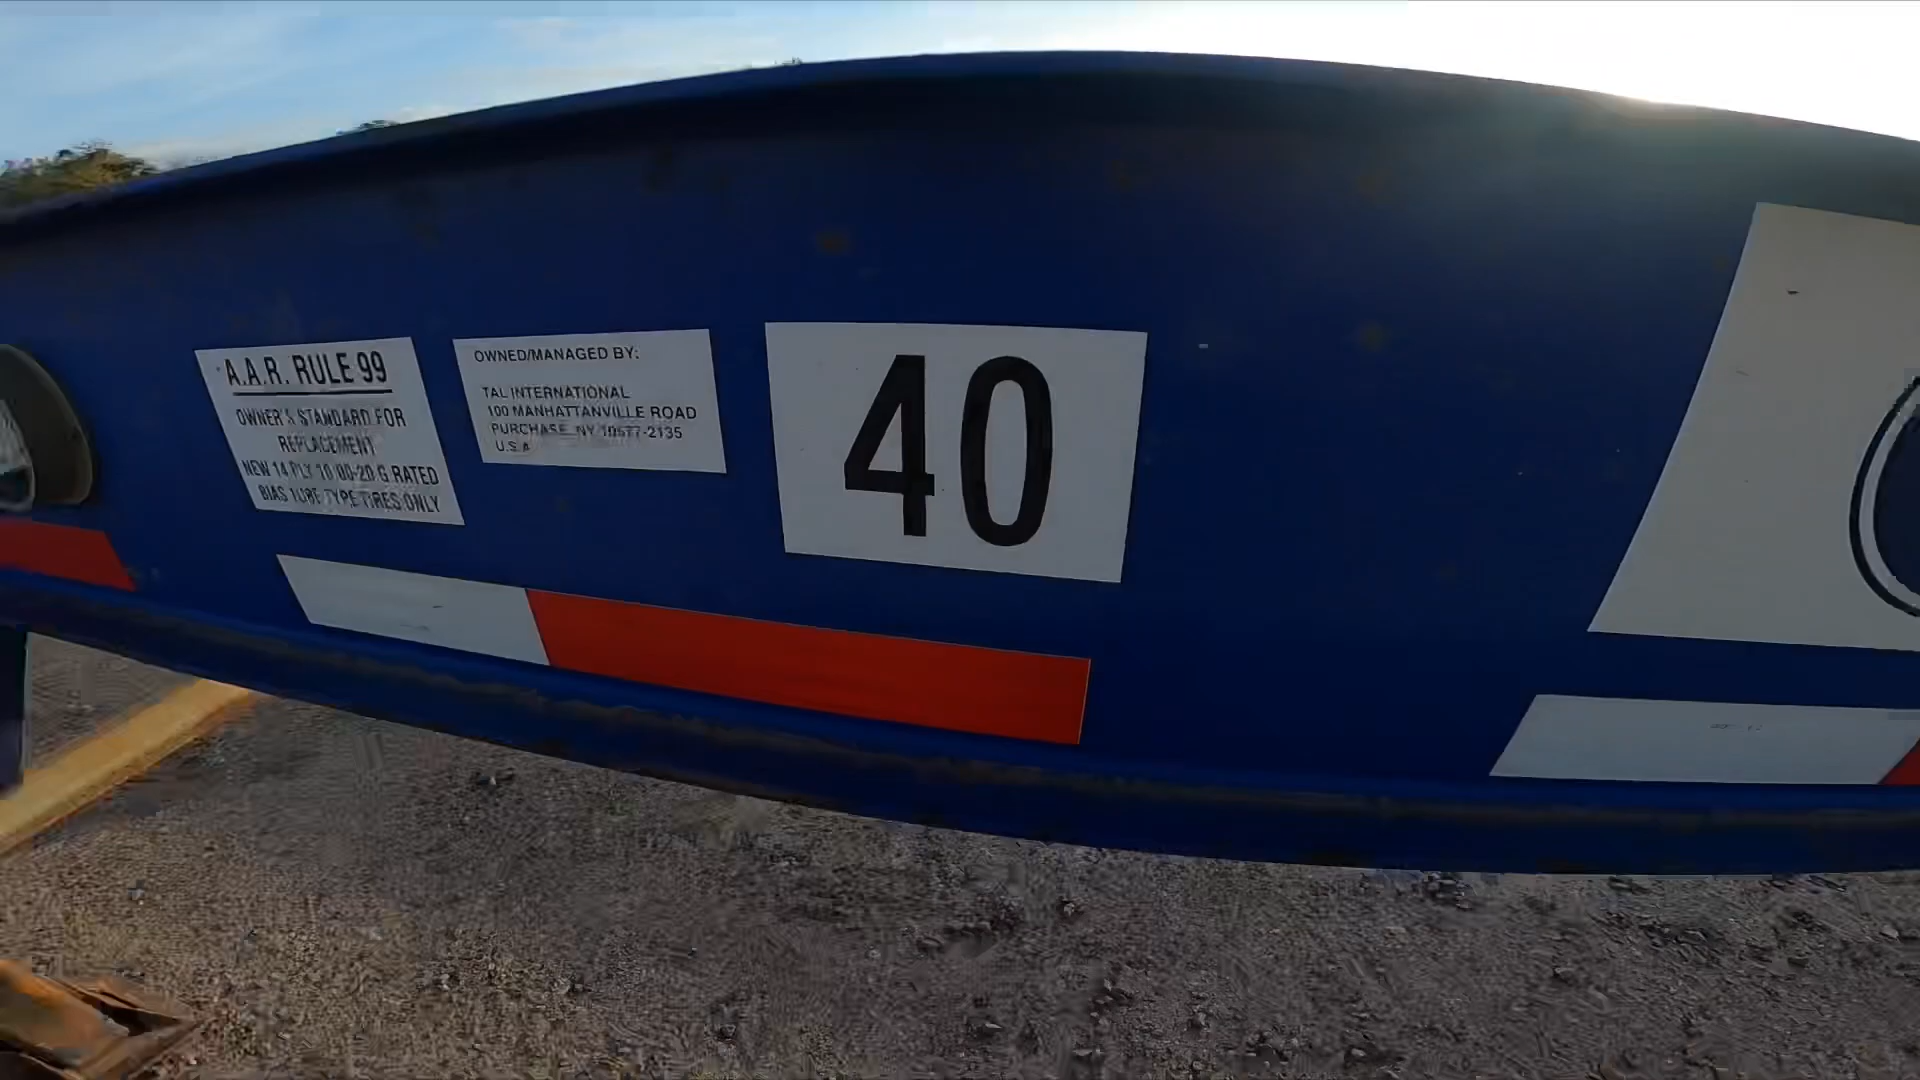 A.A.R. RULE 99
OWNER'S STANDARD FOR
REPLACEMENT
NEW 14 PLY 10:00-20 G RATED
BIAS TUBE TYPE TIRES ONLY
OWNED/MANAGED BY:
TAL INTERNATIONAL
100 MANHATTANVILLE ROAD
PURCHASE, NY 10577-2135
U.S.A
40